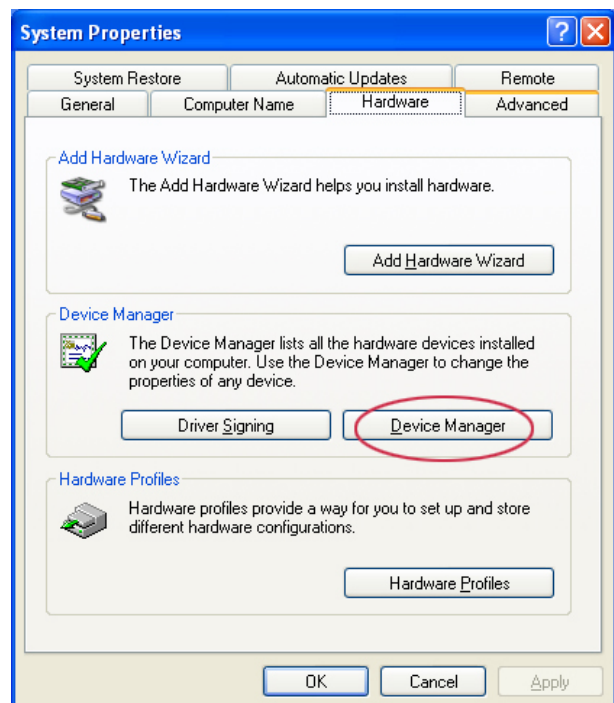 System Properties
System Restore Automatic Updates Remote
General Computer Name Hardware Advanced
Add Hardware Wizard
The Add Hardware Wizard helps you install hardware.
Add Hardware Wizard
Device Manager
The Device Manager lists all the hardware devices installed
on your computer. Use the Device Manager to change the
properties of any device.
Driver Signing Device Manager
Hardware Profiles
Hardware profiles provide a way for you to set up and store
different hardware configurations.
Hardware Profiles
OK Cancel Apply